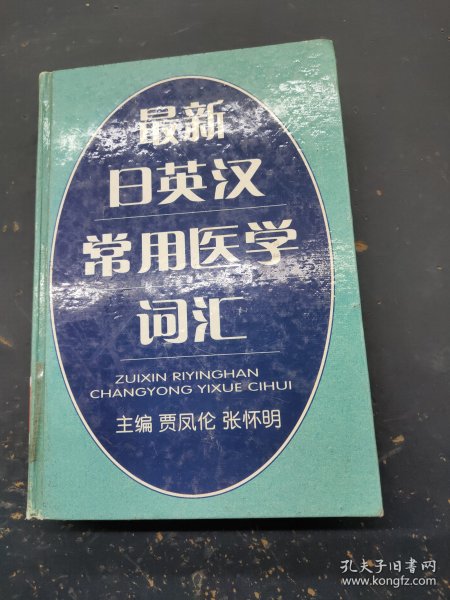 最新
日英汉
常用医学
词汇
ZUIXIN RIYINGHAN
CHANGYONG YIXUE CIHUI
主编 贾凤伦 张怀明
孔夫子旧书网
www.kongfz.com